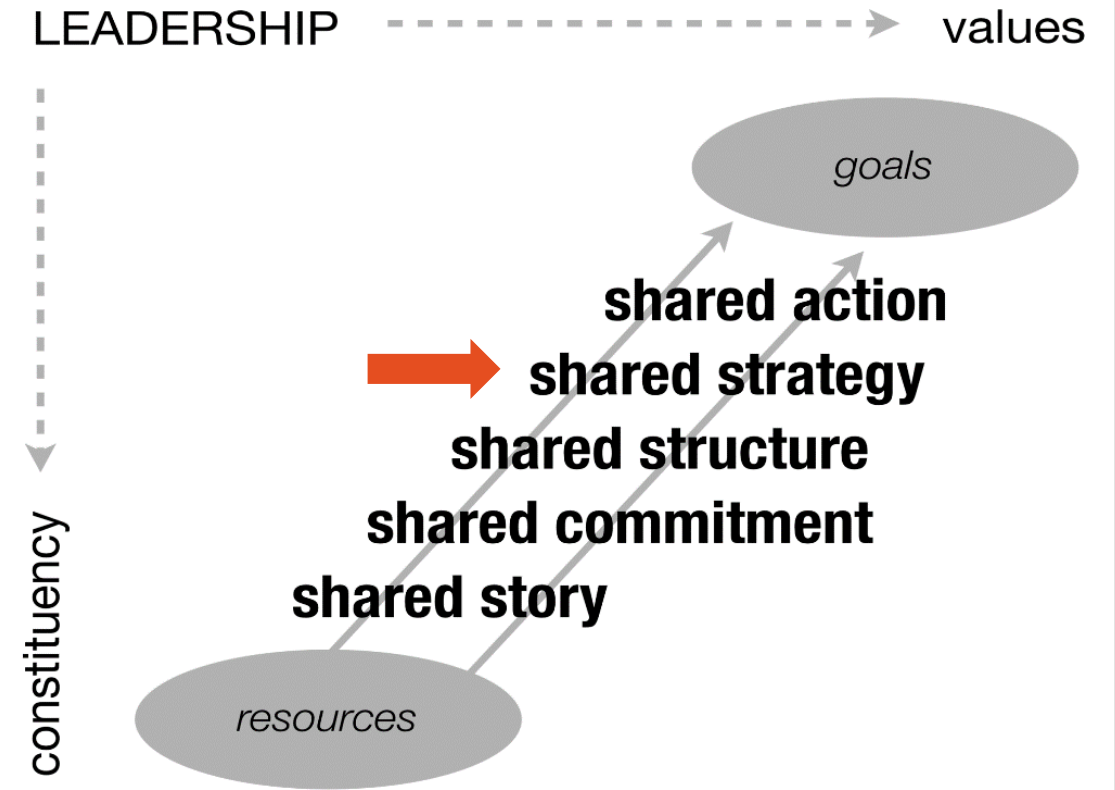 LEADERSHIP
values
goals
shared action
shared strategy
shared structure
shared commitment
shared story
constituency
resources